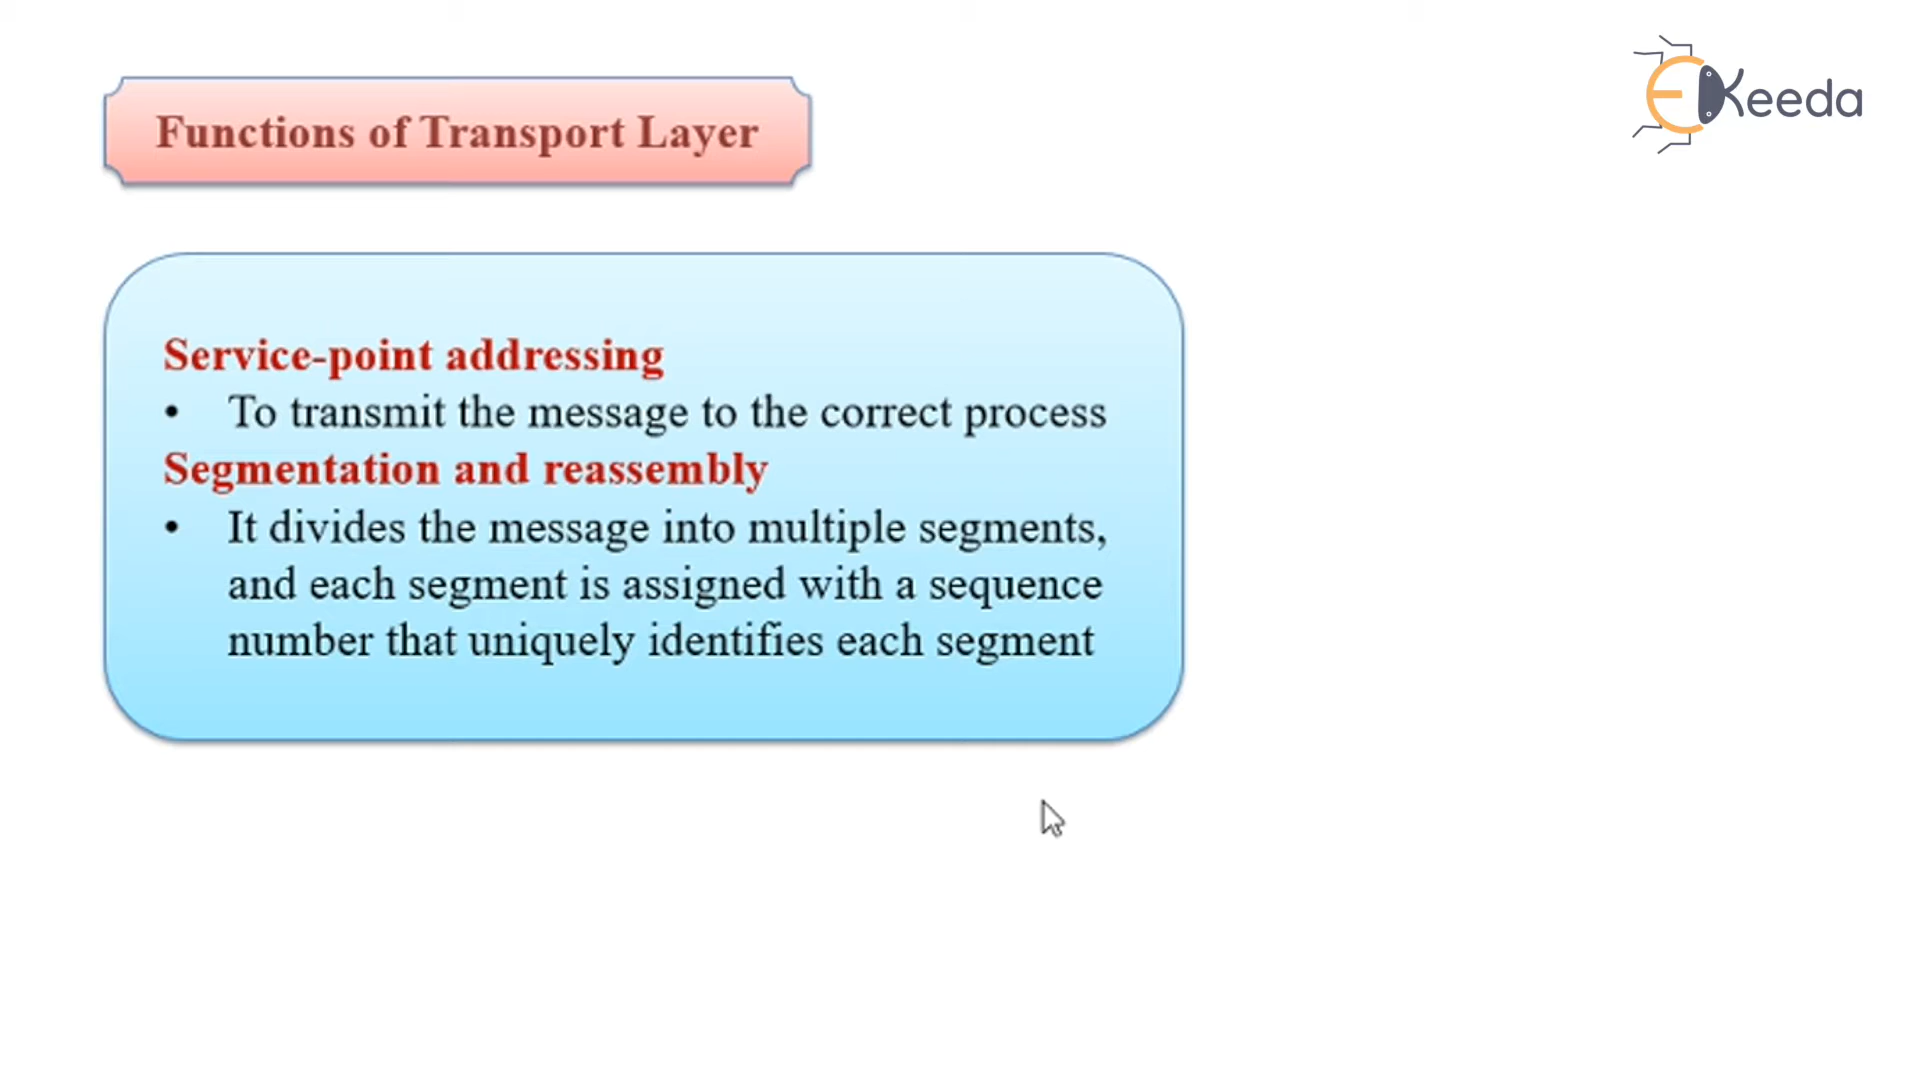 EKeeda
Functions of Transport Layer
Service-point addressing
• To transmit the message to the correct process
Segmentation and reassembly
• It divides the message into multiple segments,
and each segment is assigned with a sequence
number that uniquely identifies each segment